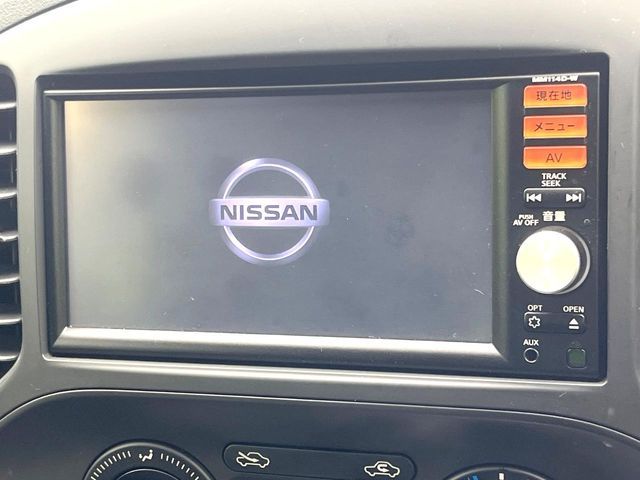 MM114D-W
現在地
メニュー
AV
TRACK
SEEK
NISSAN
PUSH
AV OFF
音量
OPT
OPEN
AUX